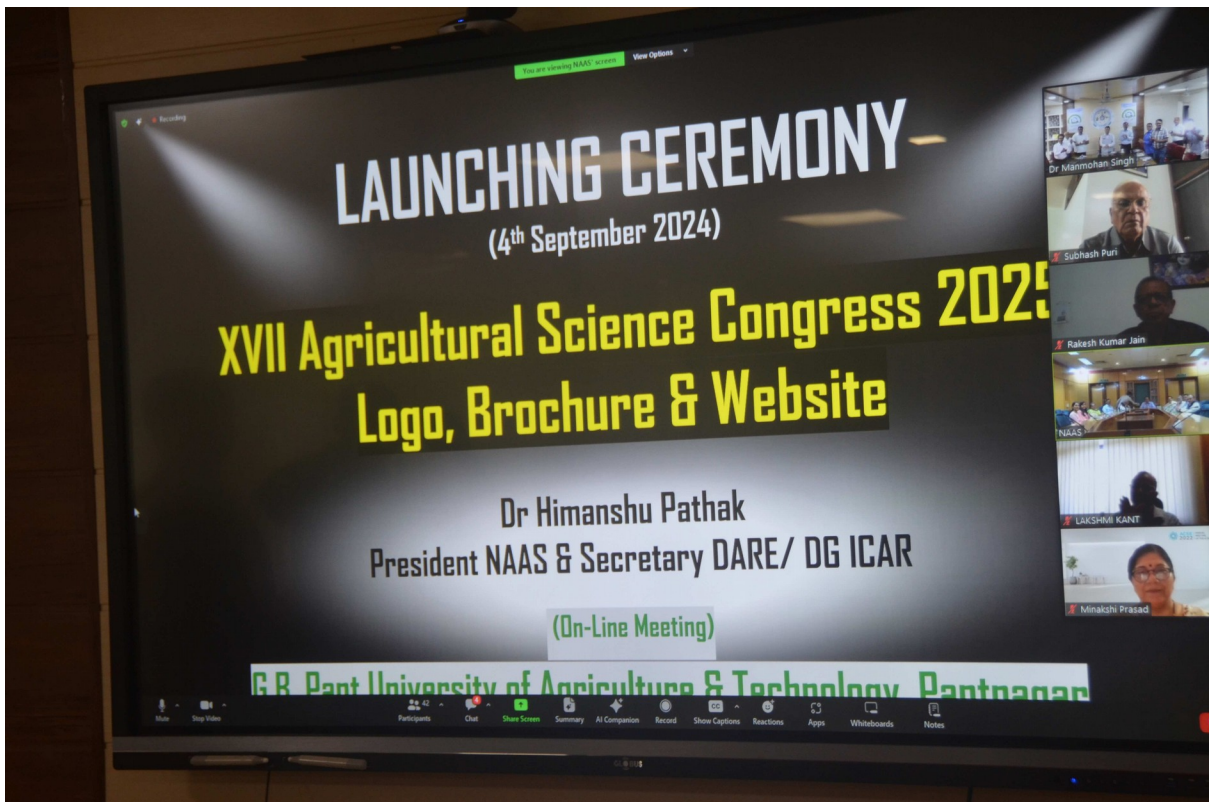 You are viewing NAAS' screen
View Options
Recording
LAUNCHING CEREMONY
(4th September 2024)
XVII Agricultural Science Congress 2025
Logo, Brochure & Website
Dr Himanshu Pathak
President NAAS & Secretary DARE/ DG ICAR
(On-Line Meeting)
G.B. Pant University of Agriculture & Technology, Pantnagar
Dr Manmohan Singh
Subhash Puri
Rakesh Kumar Jain
NAAS
LAKSHMI KANT
Minakshi Prasad
Mute
Stop Video
42
Participants
Chat
Share Screen
Summary
AI Companion
Record
CC
Show Captions
Reactions
Apps
Whiteboards
Notes